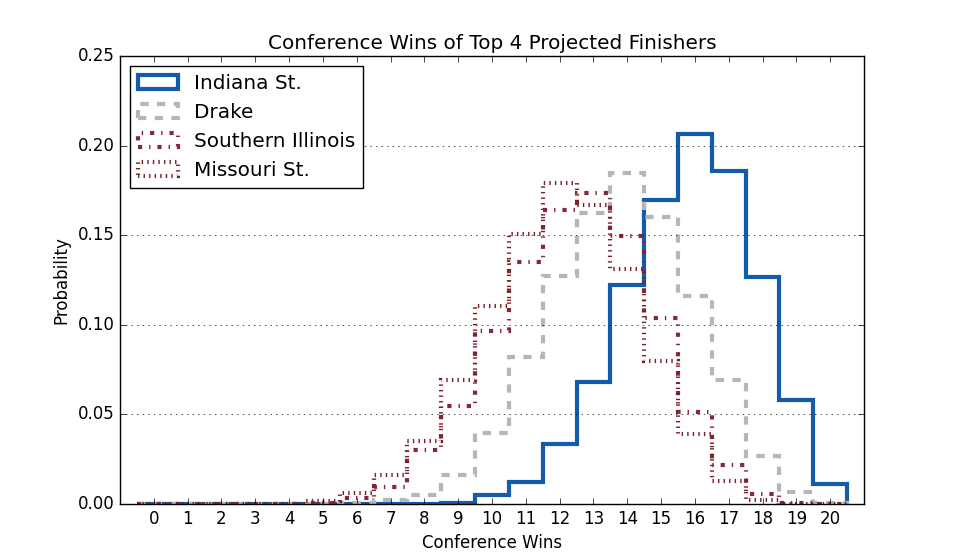 Conference Wins of Top 4 Projected Finishers
0.25
0.20
0.15
0.10
0.05
0.00
Probability
Indiana St.
Drake
Southern Illinois
Missouri St.
0 1 2 3 4 5 6 7 8 9 10 11 12 13 14 15 16 17 18 19 20
Conference Wins